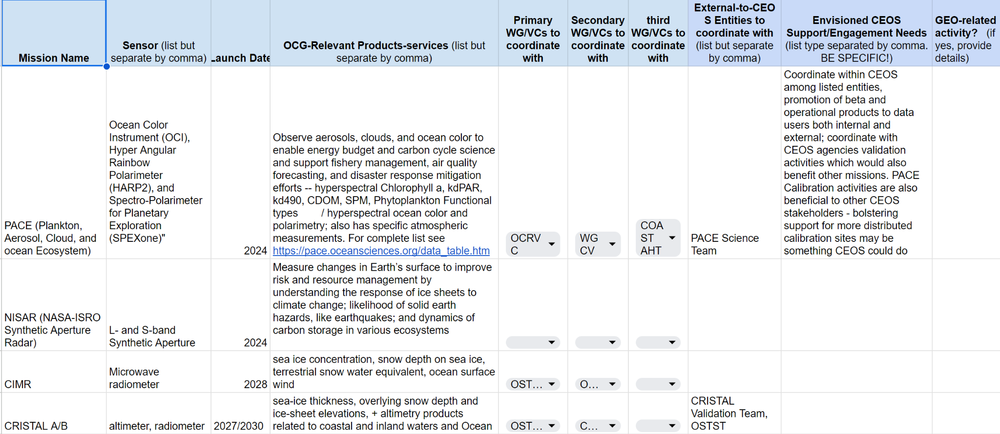 Mission Name
Sensor (list but
separate by comma)
Launch Date
OCG-Relevant Products-services (list but
separate by comma)
Primary
WG/VCs to
coordinate
with
Secondary
WG/VCs to
coordinate
with
third
WG/VCs to
coordinate
with
External-to-CEO
S Entities to
coordinate with
(list but separate
by comma)
Envisioned CEOS
Support/Engagement Needs
(list type separated by comma.
BE SPECIFIC!)
GEO-related
activity? (if
yes, provide
details)
PACE (Plankton,
Aerosol, Cloud, and
ocean Ecosystem)
Ocean Color
Instrument (OCI),
Hyper Angular
Rainbow
Polarimeter
(HARP2), and
Spectro-Polarimeter
for Planetary
Exploration
(SPEXone)"
2024
Observe aerosols, clouds, and ocean color to
enable energy budget and carbon cycle science
and support fishery management, air quality
forecasting, and disaster response mitigation
efforts -- hyperspectral Chlorophyll a, kdPAR,
kd490, CDOM, SPM, Phytoplankton Functional
types / hyperspectral ocean color and
polarimetry; also has specific atmospheric
measurements. For complete list see
https://pace.oceansciences.org/data_table.htm
OCRV
C
WG
CV
COA
ST
AHT
PACE Science
Team
Coordinate within CEOS
among listed entities,
promotion of beta and
operational products to data
users both internal and
external; coordinate with
CEOS agencies validation
activities which would also
benefit other missions. PACE
Calibration activities are also
beneficial to other CEOS
stakeholders - bolstering
support for more distributed
calibration sites may be
something CEOS could do
NISAR (NASA-ISRO
Synthetic Aperture
Radar)
L- and S-band
Synthetic Aperture
2024
Measure changes in Earth’s surface to improve
risk and resource management by
understanding the response of ice sheets to
climate change; likelihood of solid earth
hazards, like earthquakes; and dynamics of
carbon storage in various ecosystems
CIMR
Microwave
radiometer
2028
sea ice concentration, snow depth on sea ice,
terrestrial snow water equivalent, ocean surface
wind
OST...
O...
CRISTAL A/B
altimeter, radiometer
2027/2030
sea-ice thickness, overlying snow depth and
ice-sheet elevations, + altimetry products
related to coastal and inland waters and Ocean
OST...
C...
CRISTAL
Validation Team,
OSTST